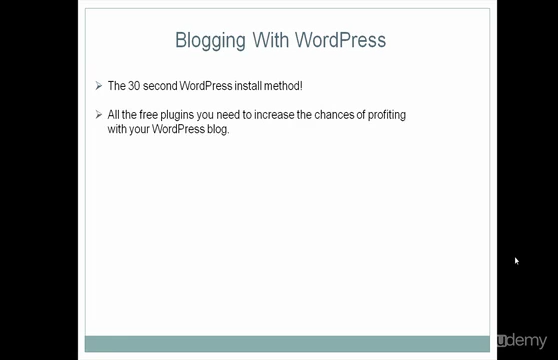 Blogging With WordPress
The 30 second WordPress install method!
All the free plugins you need to increase the chances of profiting
with your WordPress blog.
udemy